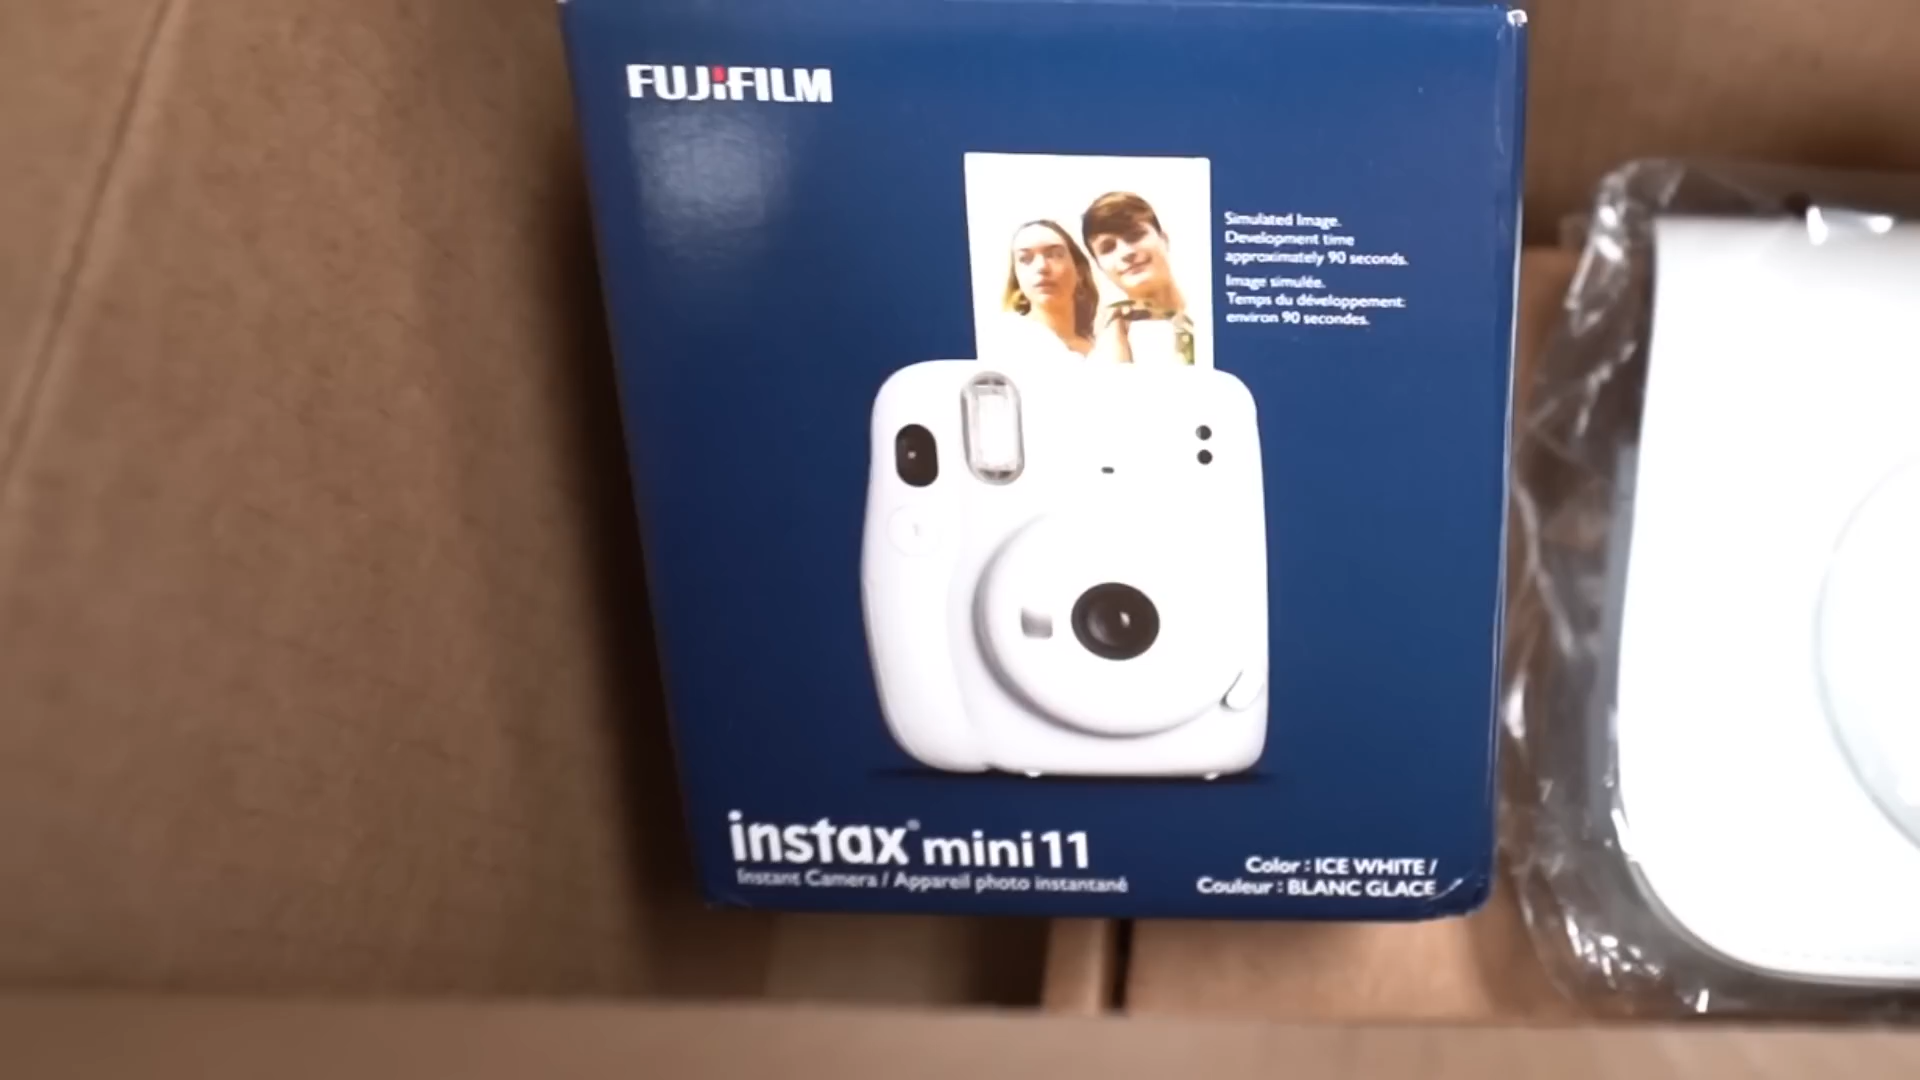 FUJIFILM
Simulated Image.
Development time
approximately 90 seconds.
Image simulée.
Temps du développement:
environ 90 secondes.
instax® mini 11
Instant Camera / Appareil photo instantané
Color : ICE WHITE /
Couleur : BLANC GLACE